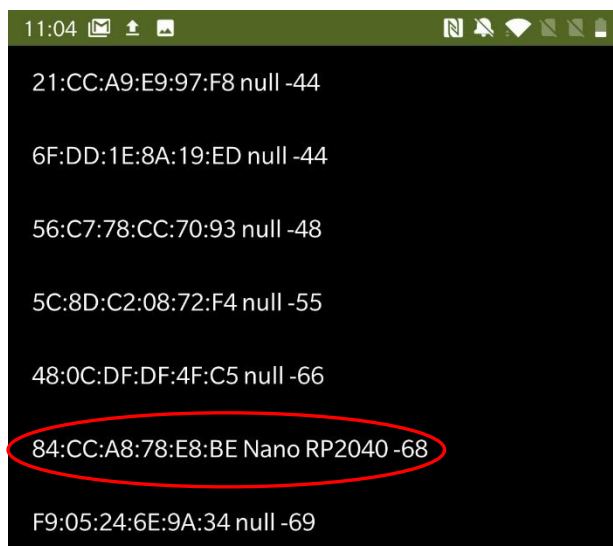 11:04
21:CC:A9:E9:97:F8 null -44
6F:DD:1E:8A:19:ED null -44
56:C7:78:CC:70:93 null -48
5C:8D:C2:08:72:F4 null -55
48:0C:DF:DF:4F:C5 null -66
84:CC:A8:78:E8:BE Nano RP2040 -68
F9:05:24:6E:9A:34 null -69